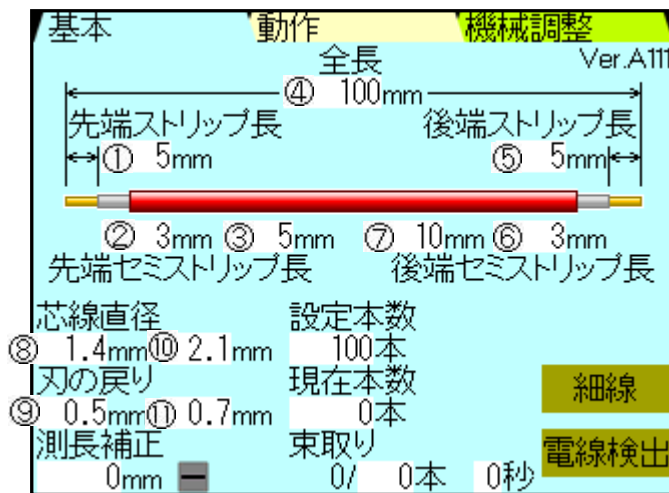 基本 動作 機械調整
全長 Ver.A111
④ 100mm
先端ストリップ長 後端ストリップ長
① 5mm ⑤ 5mm
② 3mm ③ 5mm ⑦ 10mm ⑥ 3mm
先端セミストリップ長 後端セミストリップ長
芯線直径 設定本数
⑧ 1.4mm ⑩ 2.1mm 100本
刃の戻り 現在本数 細線
⑨ 0.5mm ⑪ 0.7mm 0本
測長補正 束取り 電線検出
0mm － 0/ 0本 0秒